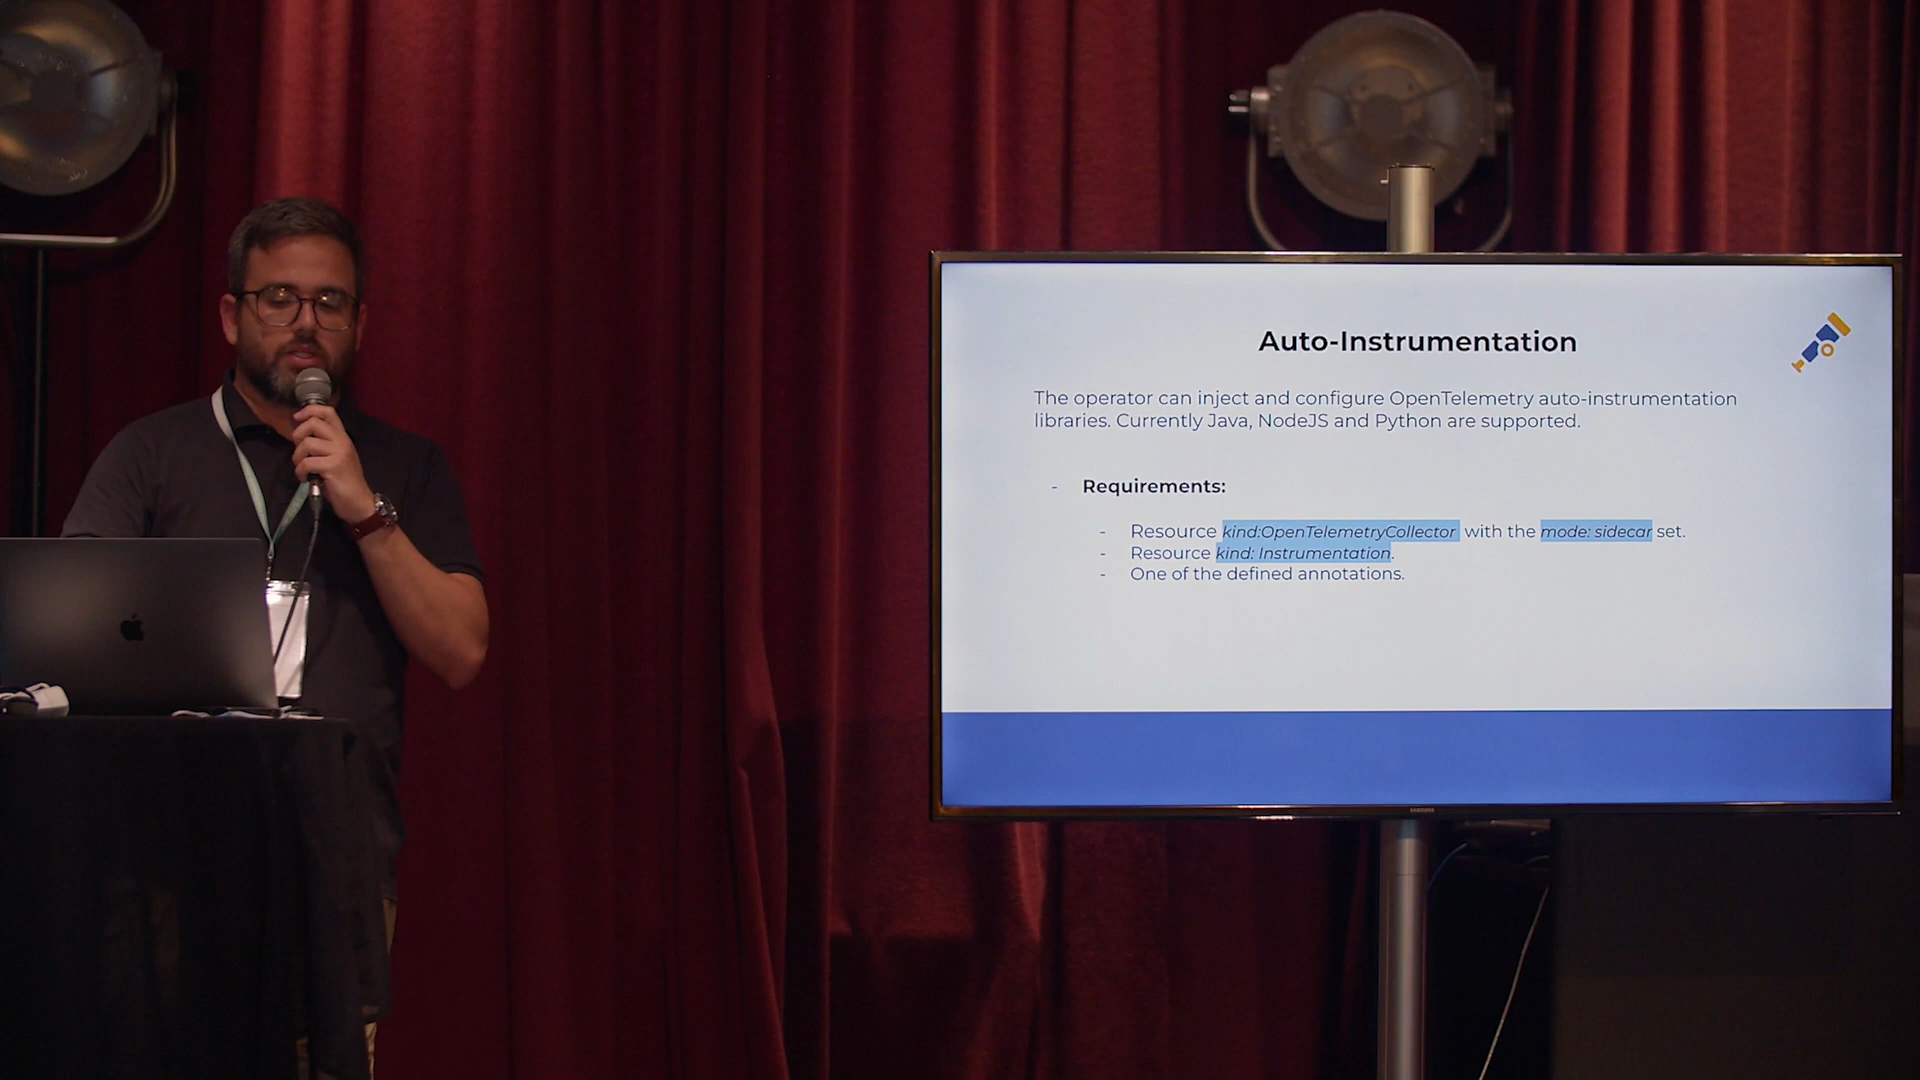 Auto-Instrumentation
The operator can inject and configure OpenTelemetry auto-instrumentation
libraries. Currently Java, NodeJS and Python are supported.
- Requirements:
- Resource kind:OpenTelemetryCollector with the mode: sidecar set.
- Resource kind: Instrumentation.
- One of the defined annotations.
SAMSUNG